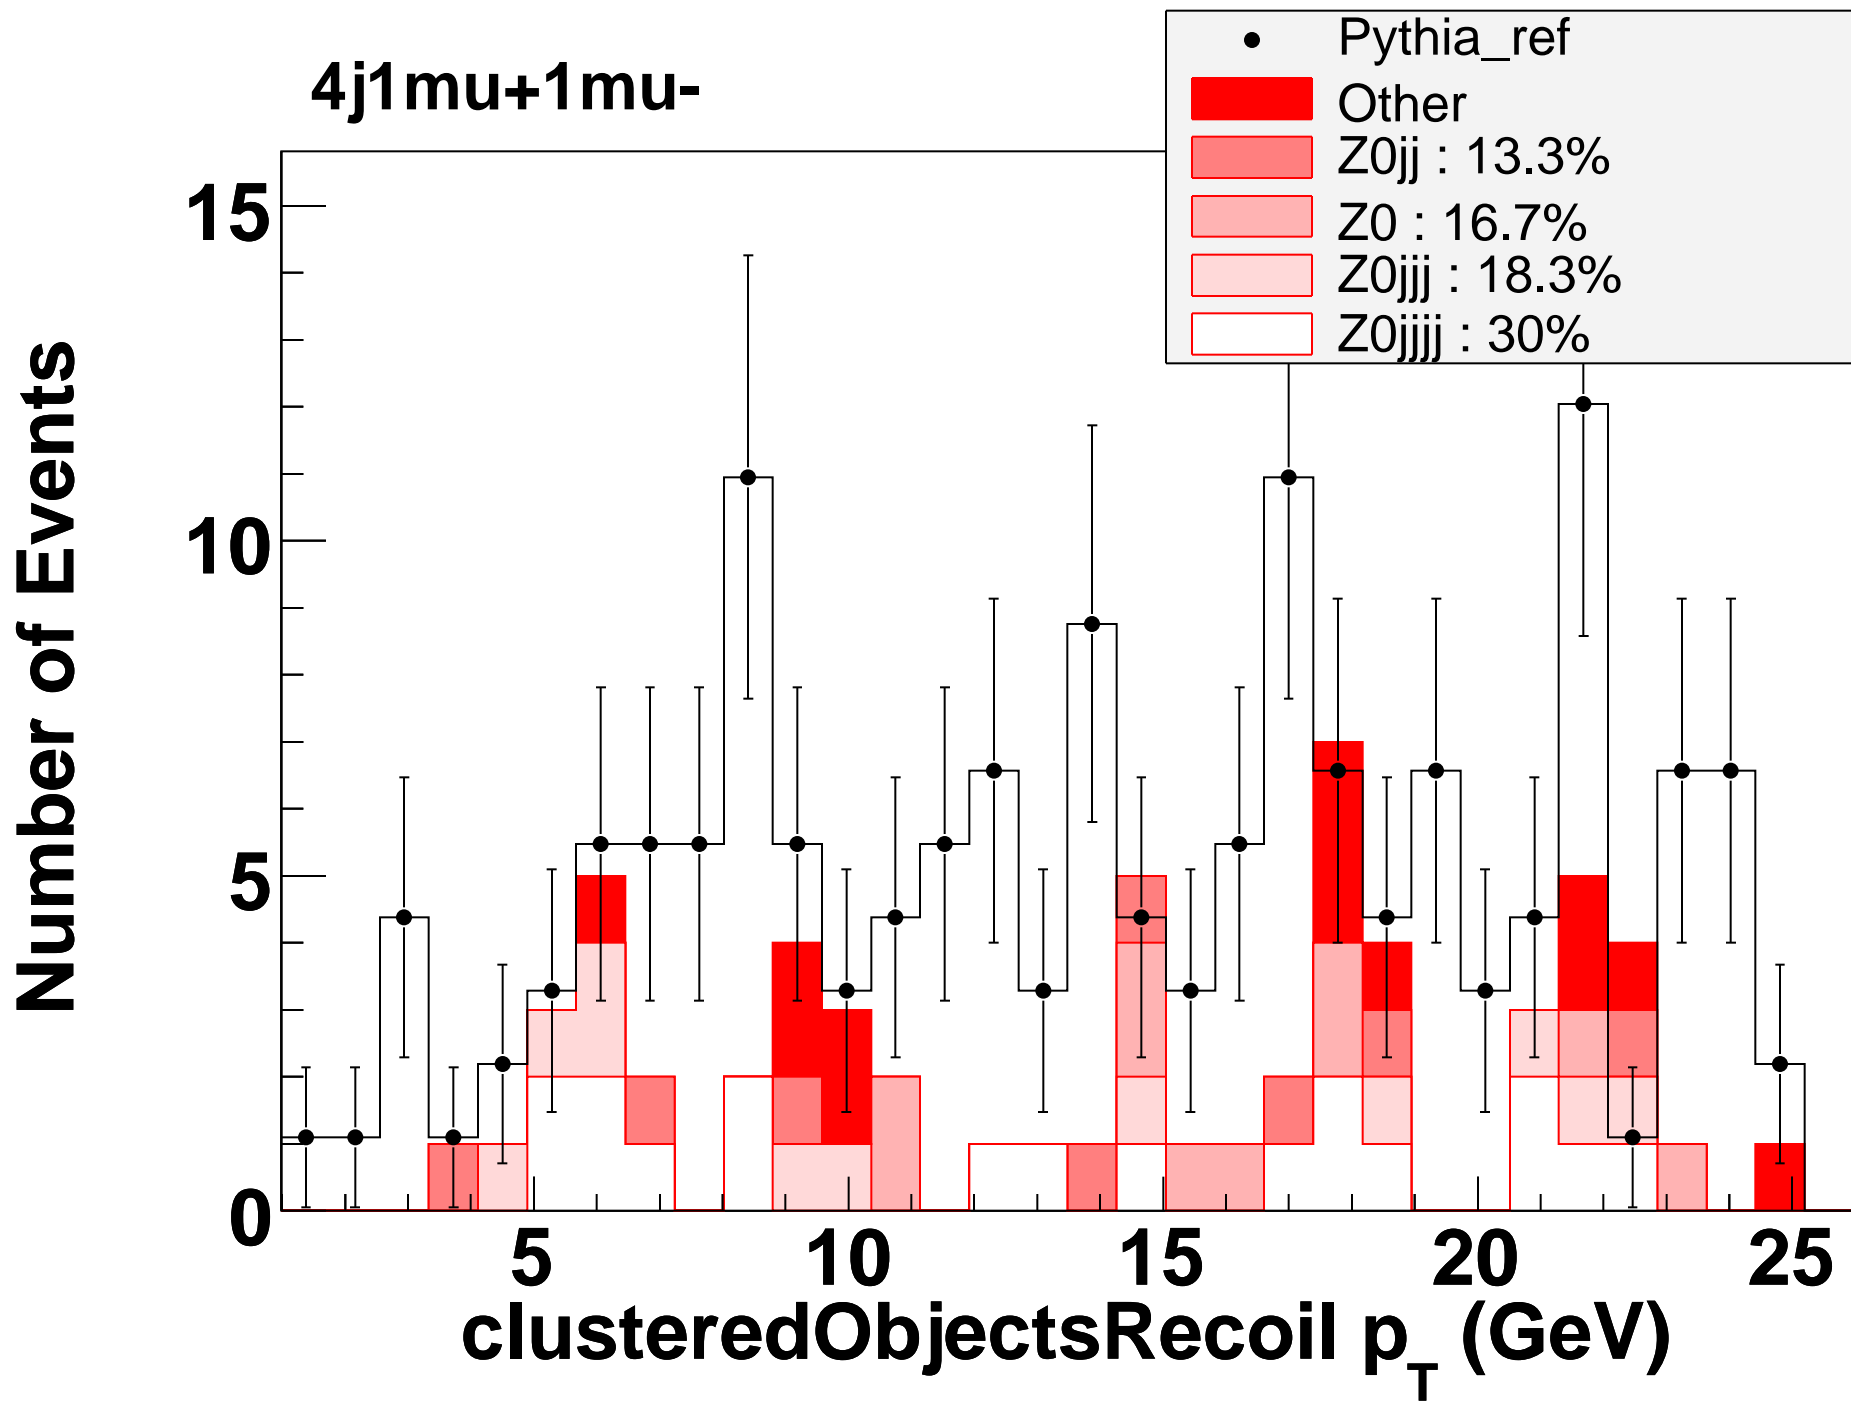 4j1mu+1mu-
Pythia_ref
Other
Z0jj : 13.3%
Z0 : 16.7%
Z0jjj : 18.3%
Z0jjjj : 30%
Number of Events
15
10
5
0
5 10 15 20 25
clusteredObjectsRecoil p_T (GeV)